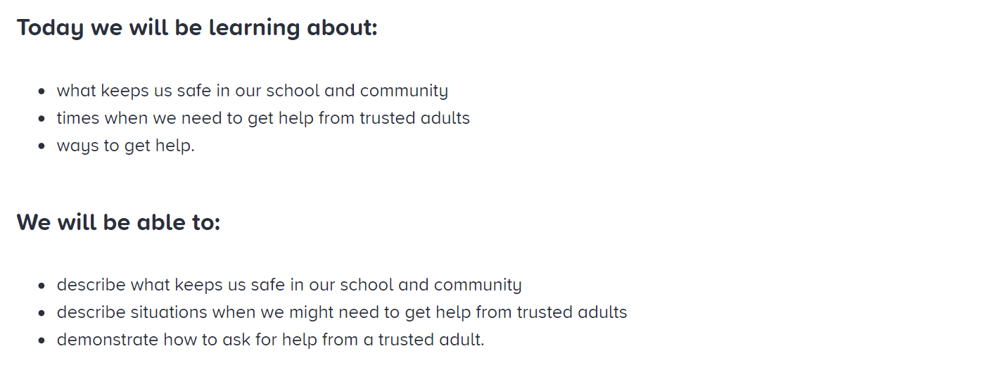 Today we will be learning about:
• what keeps us safe in our school and community
• times when we need to get help from trusted adults
• ways to get help.
We will be able to:
• describe what keeps us safe in our school and community
• describe situations when we might need to get help from trusted adults
• demonstrate how to ask for help from a trusted adult.